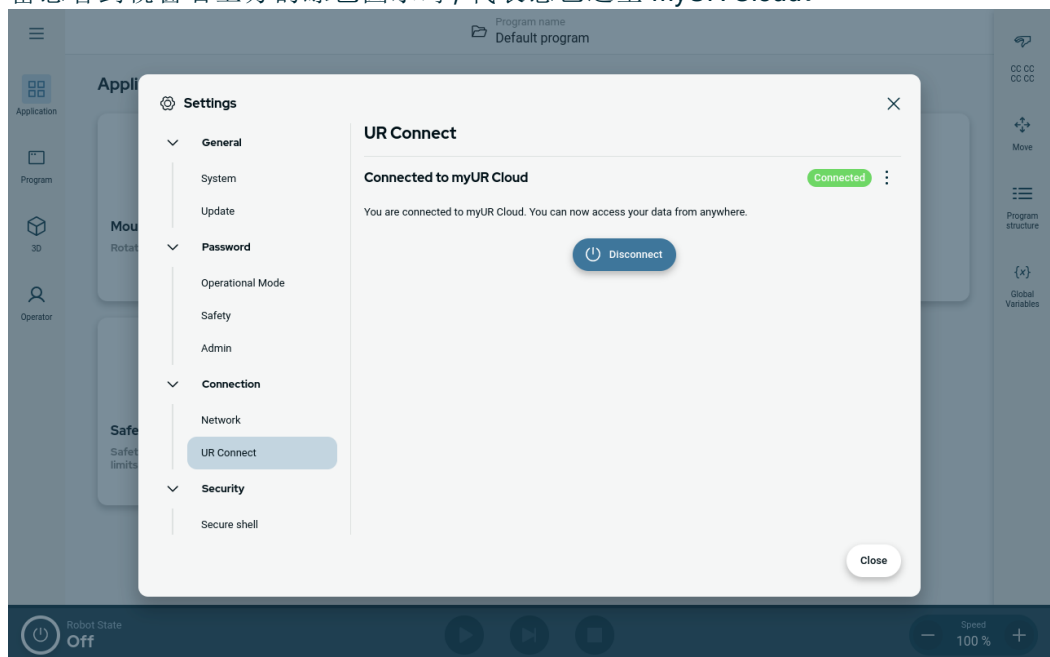 Program name
Default program
Application
Program
3D
Operator
Appli
Mou
Rotat
Safe
Safet
limits
Settings
General
System
Update
Password
Operational Mode
Safety
Admin
Connection
Network
UR Connect
Security
Secure shell
UR Connect
Connected to myUR Cloud
Connected
You are connected to myUR Cloud. You can now access your data from anywhere.
Disconnect
Close
CC CC
CC CC
Move
Program
structure
{x}
Global
Variables
Robot State
Off
Speed
100 %